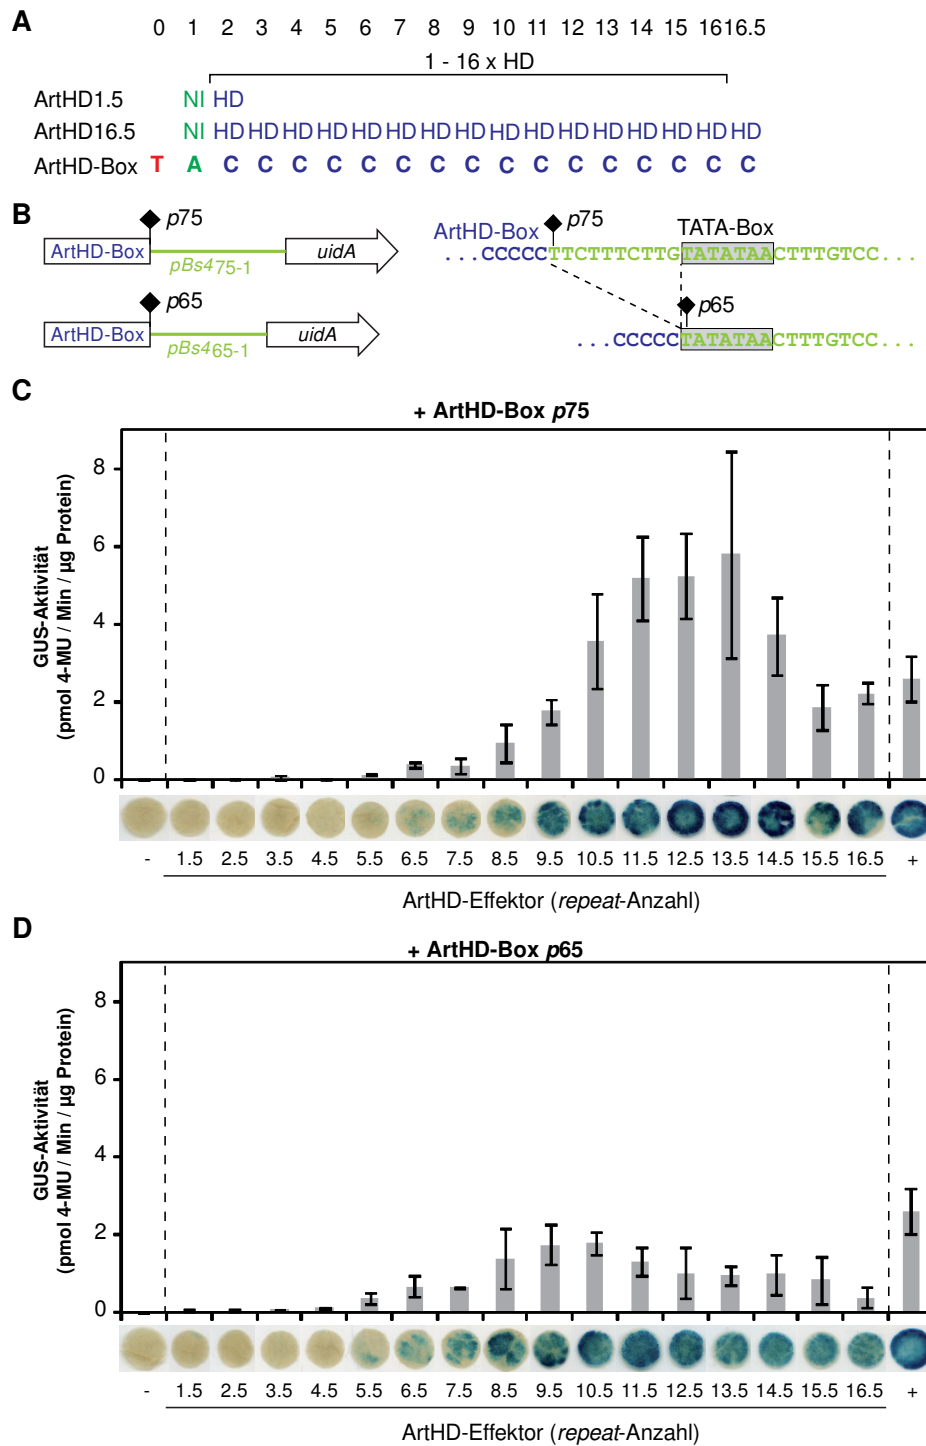 A
0 1 2 3 4 5 6 7 8 9 10 11 12 13 14 15 16 16.5
1 - 16 x HD
ArtHD1.5 NI HD
ArtHD16.5 NI HD HD HD HD HD HD HD HD HD HD HD HD HD HD HD HD
ArtHD-Box T A C C C C C C C C C C C C C C C C
B
p75
ArtHD-Box pBs475-1 uidA
p65
ArtHD-Box pBs465-1 uidA
ArtHD-Box p75 TATA-Box
...CCCCCTTCTTTCTTGTATATAACTTTGTCC...
p65
...CCCCCTATATAACTTTGTCC...
C
+ ArtHD-Box p75
GUS-Aktivität
(pmol 4-MU / Min / µg Protein)
8
6
4
2
0
- 1.5 2.5 3.5 4.5 5.5 6.5 7.5 8.5 9.5 10.5 11.5 12.5 13.5 14.5 15.5 16.5 +
ArtHD-Effektor (repeat-Anzahl)
D
+ ArtHD-Box p65
GUS-Aktivität
(pmol 4-MU / Min / µg Protein)
8
6
4
2
0
- 1.5 2.5 3.5 4.5 5.5 6.5 7.5 8.5 9.5 10.5 11.5 12.5 13.5 14.5 15.5 16.5 +
ArtHD-Effektor (repeat-Anzahl)